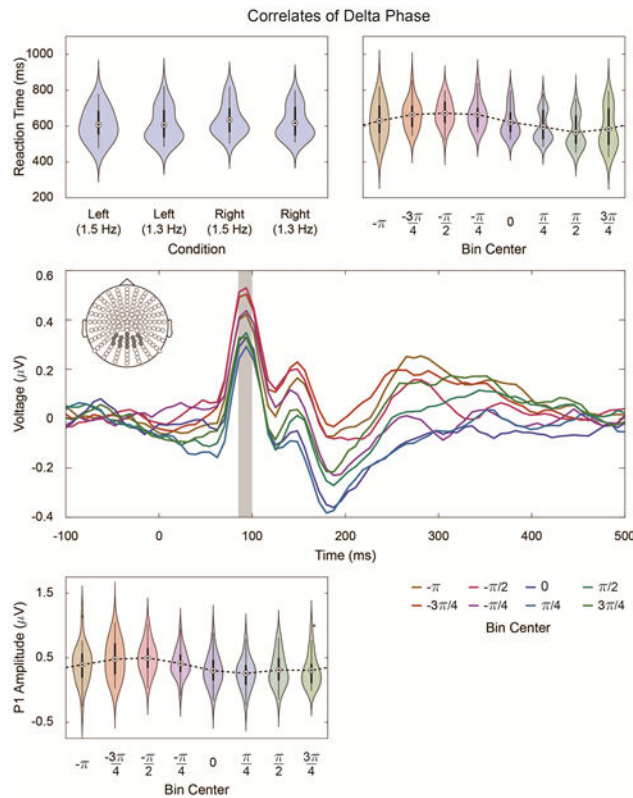 Correlates of Delta Phase
Reaction Time (ms)
1000
800
600
400
200
Left
(1.5 Hz)
Left
(1.3 Hz)
Right
(1.5 Hz)
Right
(1.3 Hz)
Condition
-π
-3π/4
-π/2
-π/4
0
π/4
π/2
3π/4
Bin Center
Voltage (μV)
0.6
0.4
0.2
0
-0.2
-0.4
-100
0
100
200
300
400
500
Time (ms)
-π
-π/2
0
π/2
-3π/4
-π/4
π/4
3π/4
Bin Center
P1 Amplitude (μV)
1.5
0.5
-0.5
-π
-3π/4
-π/2
-π/4
0
π/4
π/2
3π/4
Bin Center